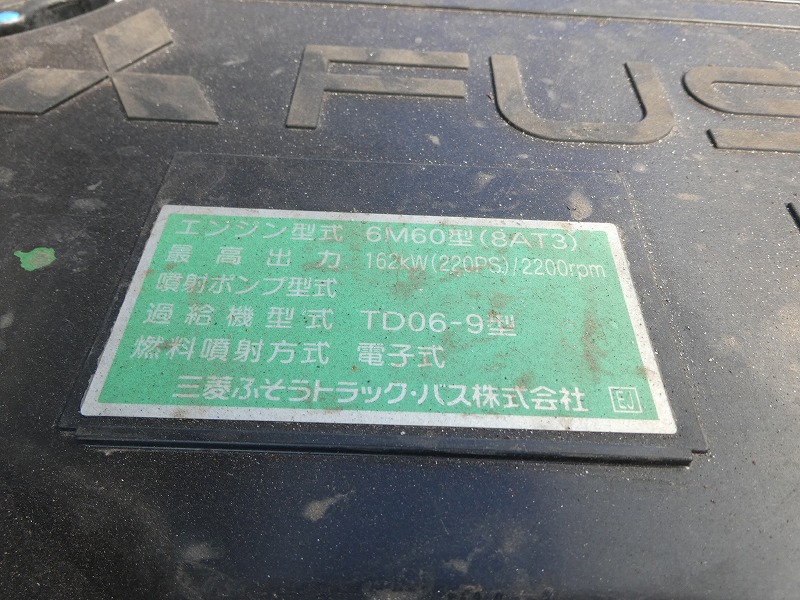 FUS
エンジン型式 6M60型(8AT3)
最高出力 162kW(220PS)/2200rpm
噴射ポンプ型式
過給機型式 TD06-9型
燃料噴射方式 電子式
三菱ふそうトラック・バス株式会社 EJ